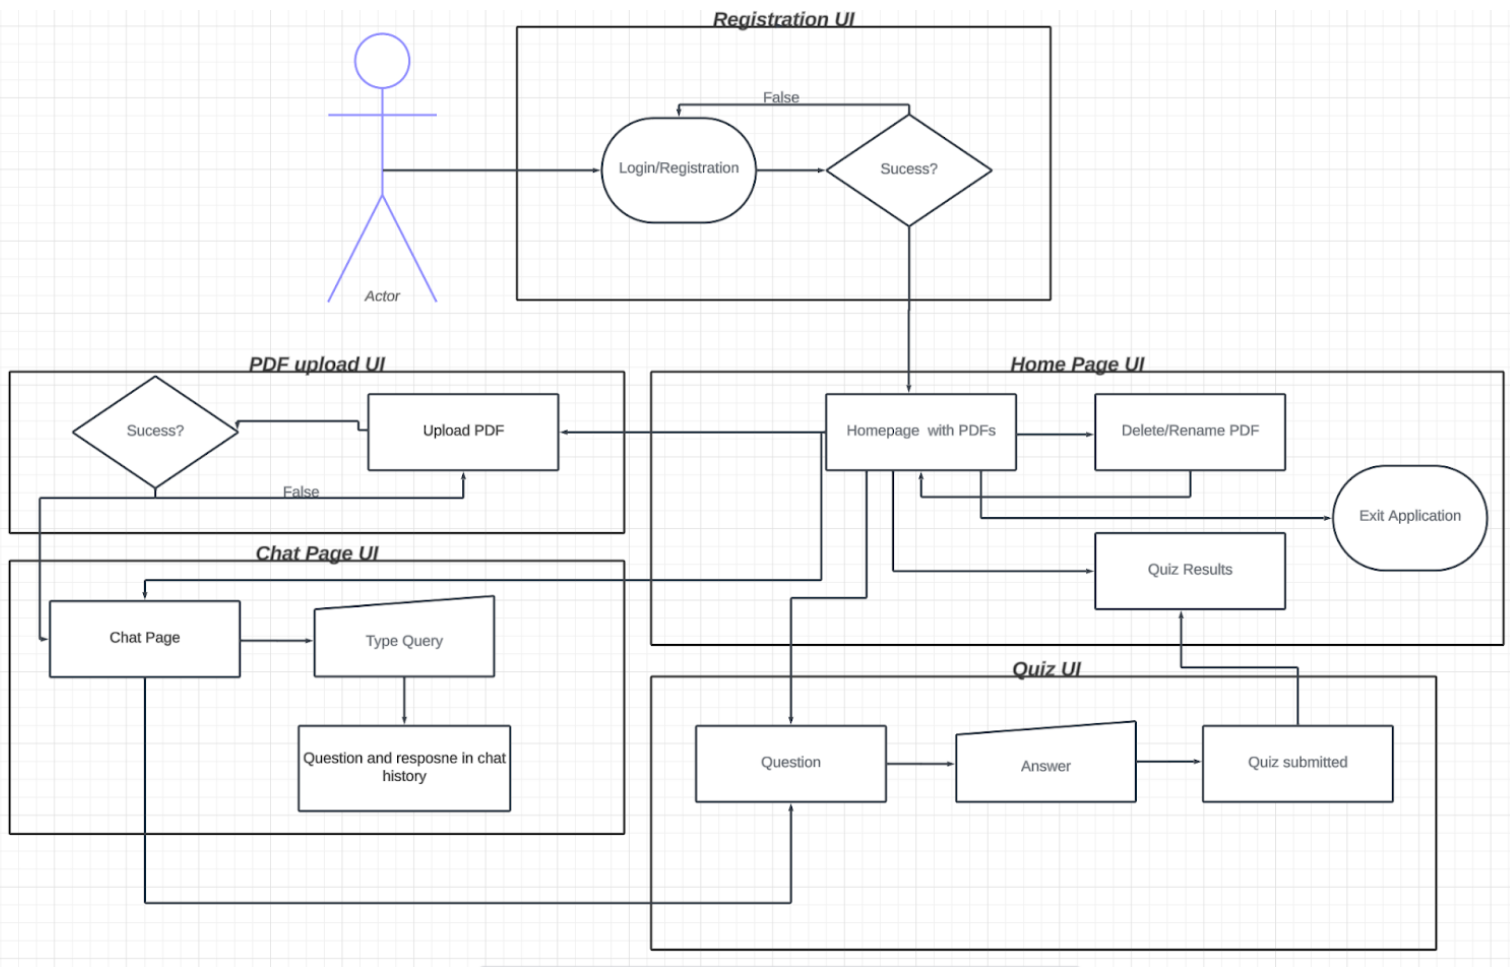 Registration UI
False
Login/Registration
Sucess?
Actor
PDF upload UI
Sucess?
Upload PDF
False
Home Page UI
Homepage with PDFs
Delete/Rename PDF
Exit Application
Quiz Results
Chat Page UI
Chat Page
Type Query
Question and resposne in chat
history
Quiz UI
Question
Answer
Quiz submitted